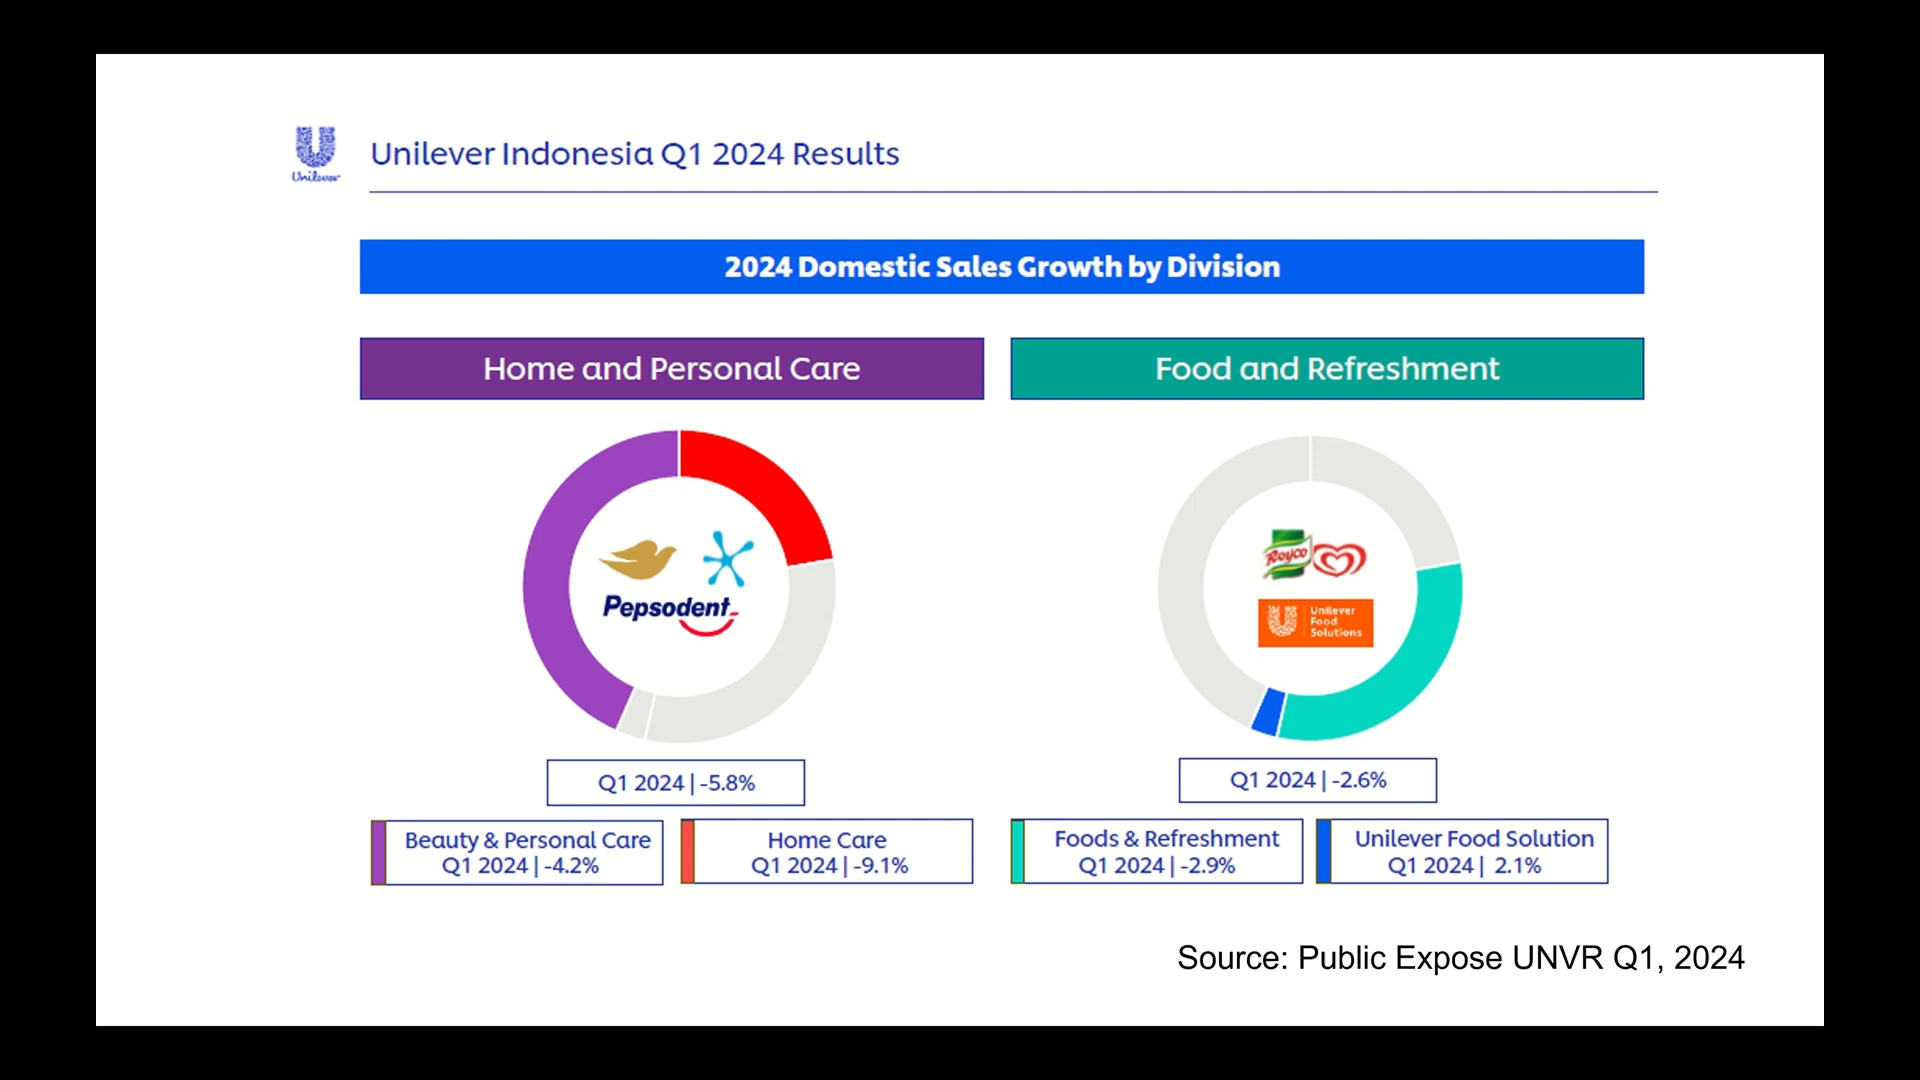 Unilever
Unilever Indonesia Q1 2024 Results
2024 Domestic Sales Growth by Division
Home and Personal Care
Food and Refreshment
Pepsodent
Royco
Unilever
Food
Solutions
Q1 2024 | -5.8%
Q1 2024 | -2.6%
Beauty & Personal Care
Q1 2024 | -4.2%
Home Care
Q1 2024 | -9.1%
Foods & Refreshment
Q1 2024 | -2.9%
Unilever Food Solution
Q1 2024 | 2.1%
Source: Public Expose UNVR Q1, 2024